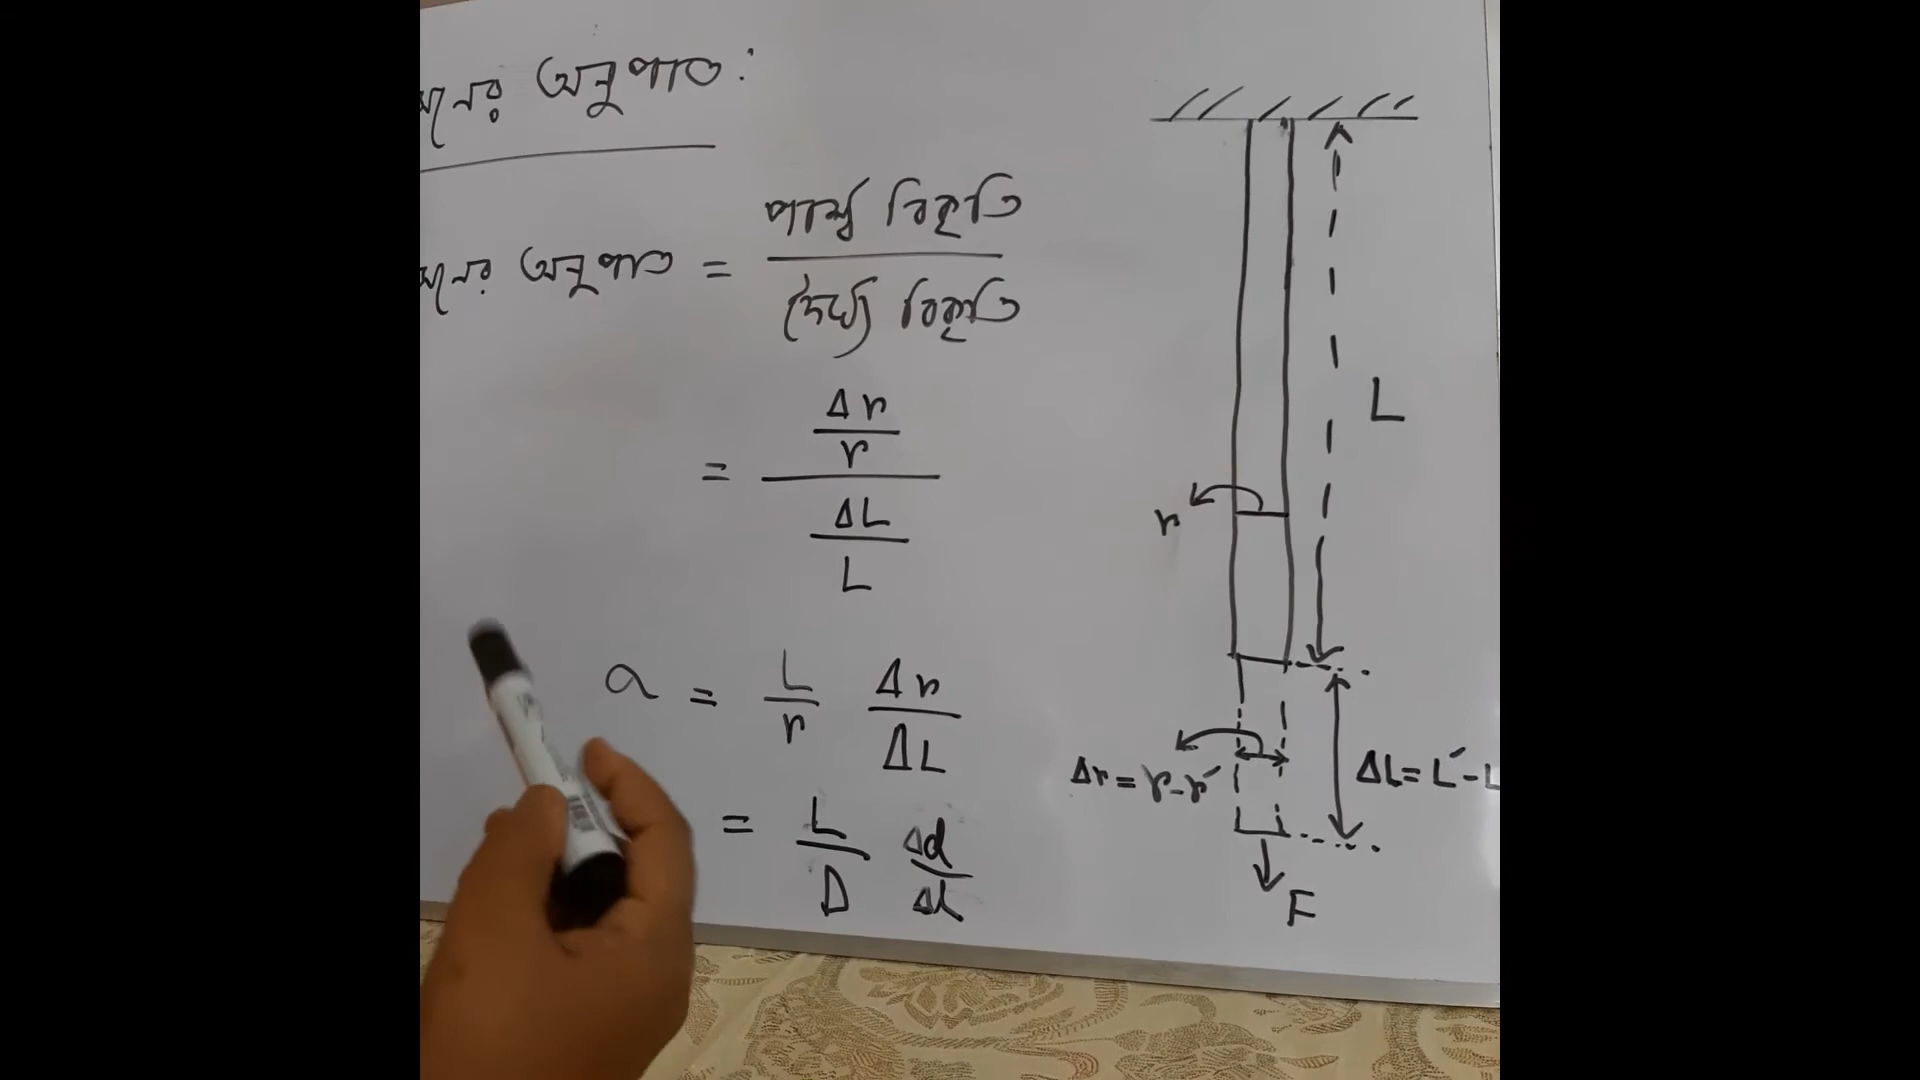 অনুপাত:
অনুপাত = পার্শ্ব বিকৃতি
দৈর্ঘ্য বিকৃতি
= Δr / r
ΔL / L
= L/r Δr/ΔL
= L/D Δd/ΔL
L
r
Δr = r - r′
ΔL = L′ - L
F